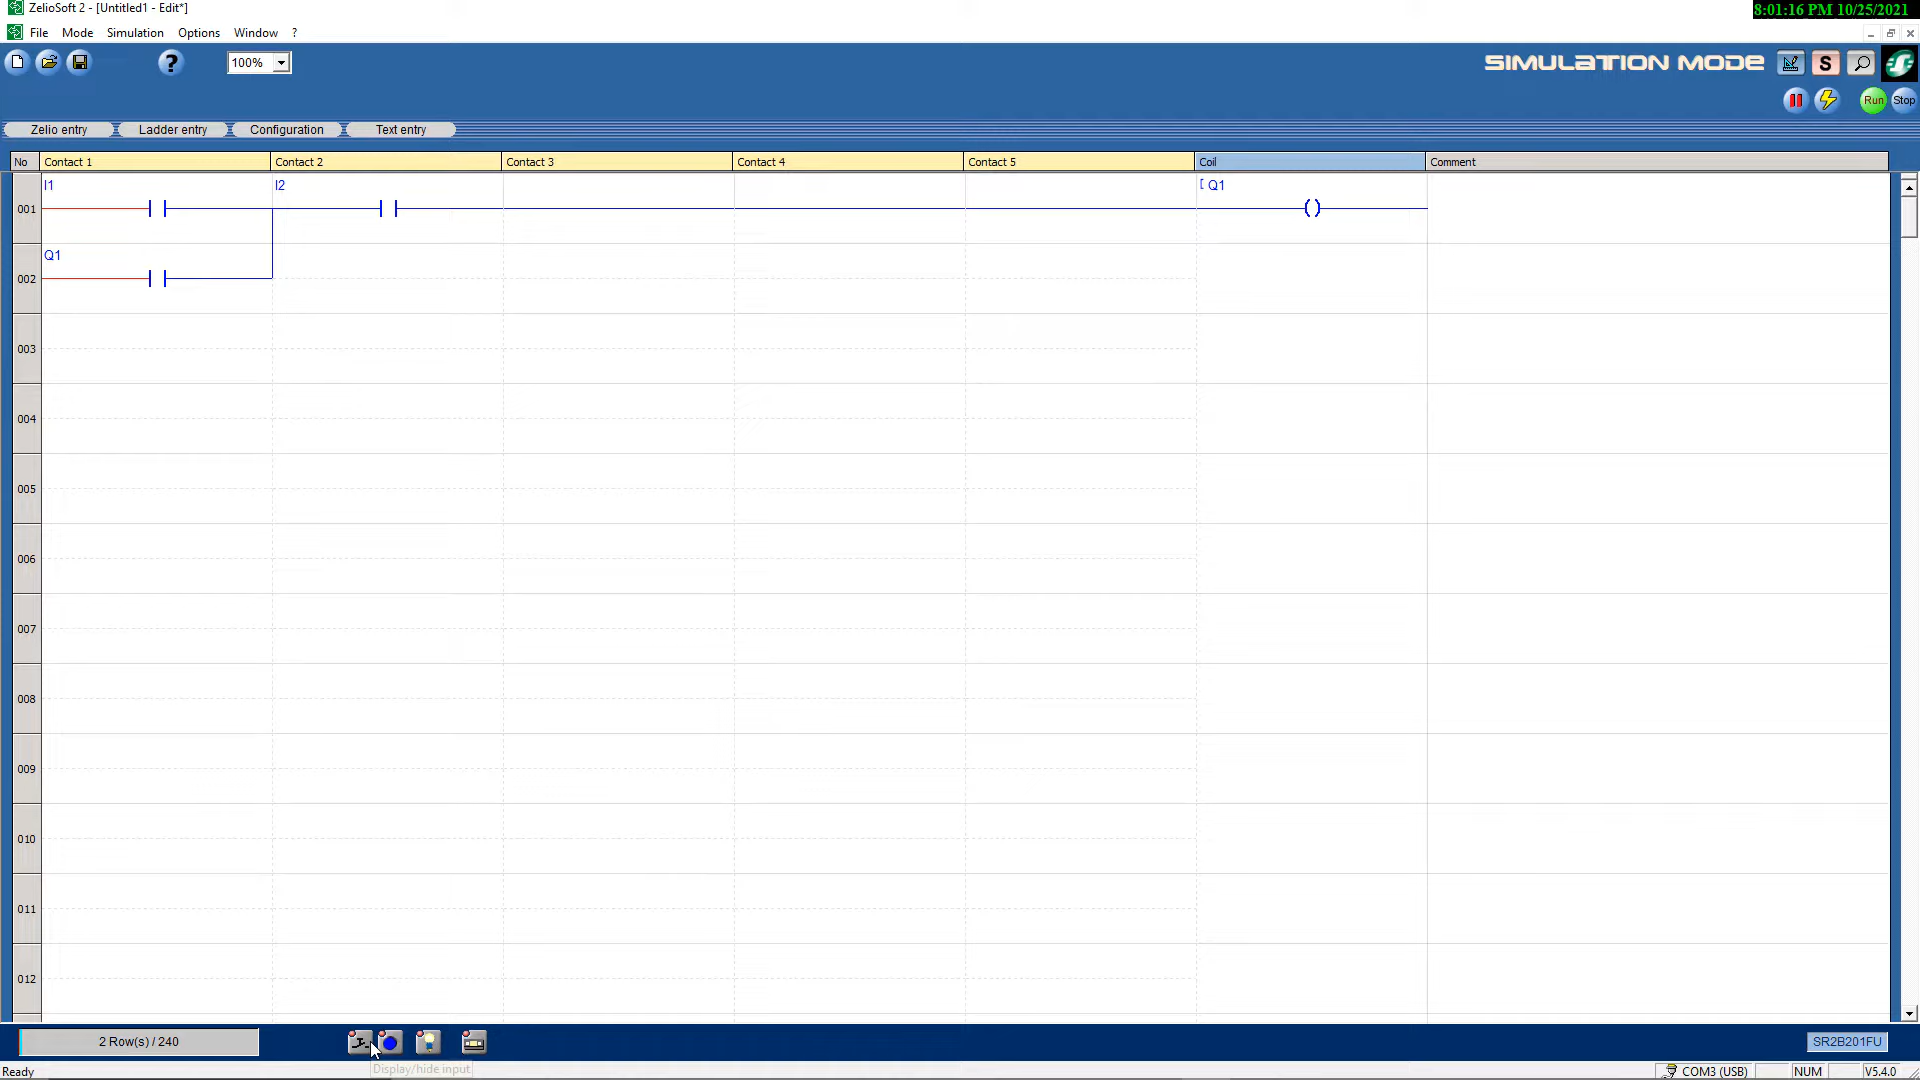 ZelioSoft 2 - [Untitled1 - Edit*]
8:01:16 PM 10/25/2021
File Mode Simulation Options Window ?
? 100% SIMULATION MODE S
Run Stop
Zelio entry Ladder entry Configuration Text entry
No Contact 1 Contact 2 Contact 3 Contact 4 Contact 5 Coil Comment
I1 I2 [ Q1
001
Q1
002
003
004
005
006
007
008
009
010
011
012
2 Row(s) / 240
SR2B201FU
Display/hide input
Ready COM3 (USB) NUM V5.4.0